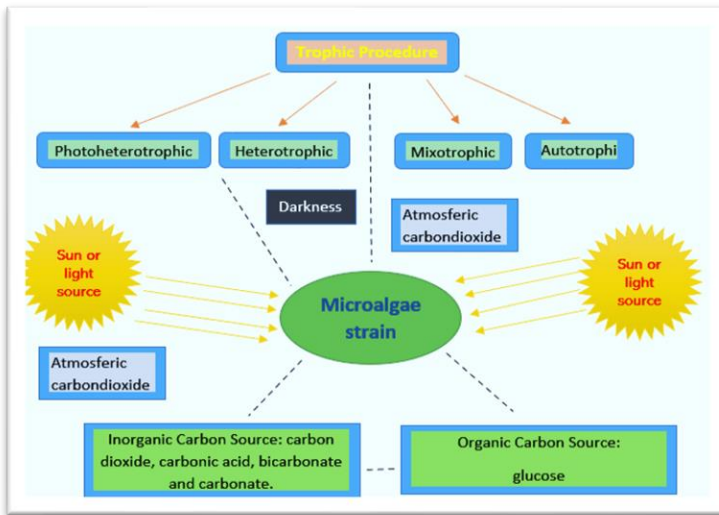 Trophic Procedure
Photoheterotrophic
Heterotrophic
Mixotrophic
Autotrophi
Darkness
Atmosferic
carbondioxide
Sun or
light
source
Sun or
light
source
Microalgae
strain
Atmosferic
carbondioxide
Inorganic Carbon Source: carbon
dioxide, carbonic acid, bicarbonate
and carbonate.
Organic Carbon Source:
glucose